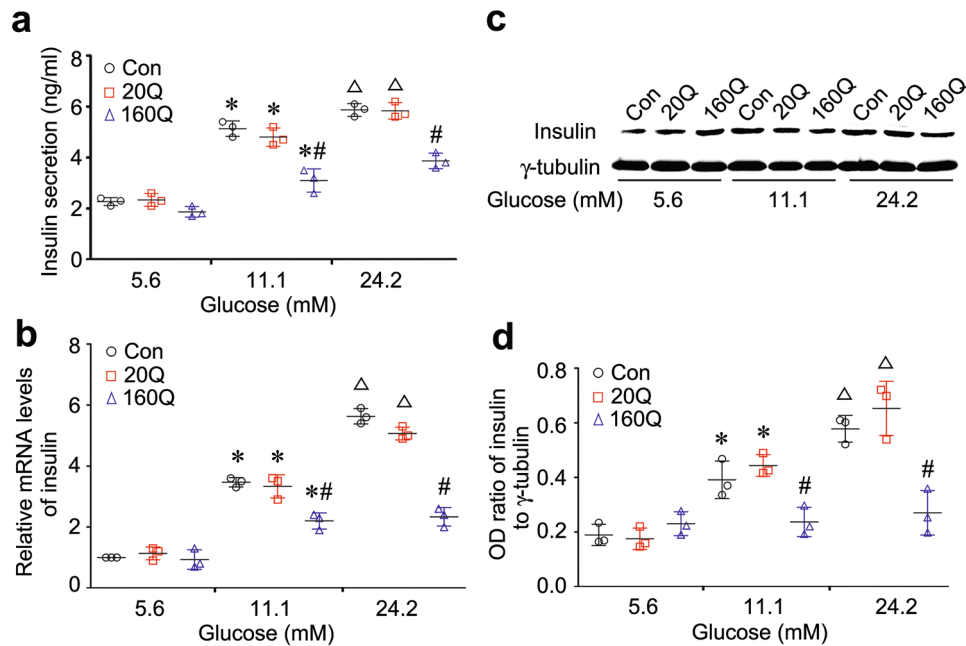 a
Insulin secretion (ng/ml)
8
6
4
2
0
Con
20Q
160Q
* * *# △ △ #
5.6 11.1 24.2
Glucose (mM)
b
Relative mRNA levels
of insulin
8
6
4
2
0
Con
20Q
160Q
* * *# △ △ #
5.6 11.1 24.2
Glucose (mM)
c
Con 20Q 160Q Con 20Q 160Q Con 20Q 160Q
Insulin
γ-tubulin
Glucose (mM) 5.6 11.1 24.2
d
OD ratio of insulin
to γ-tubulin
0.8
0.6
0.4
0.2
0.0
Con
20Q
160Q
* * # △ △ #
5.6 11.1 24.2
Glucose (mM)